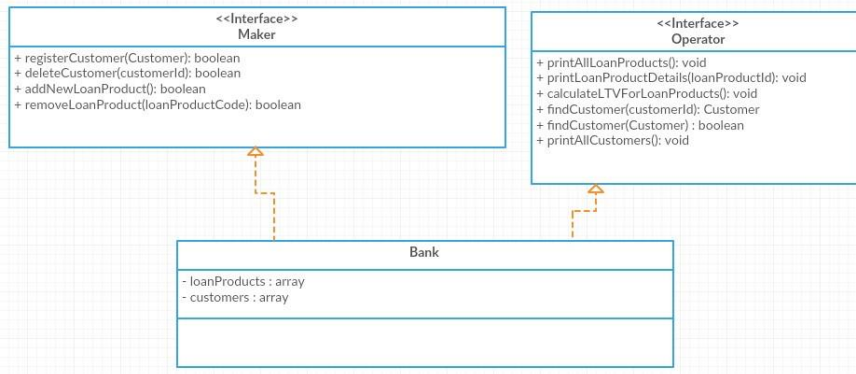 <<Interface>>
Maker
+ registerCustomer(Customer): boolean
+ deleteCustomer(customerId): boolean
+ addNewLoanProduct(): boolean
+ removeLoanProduct(loanProductCode): boolean
<<Interface>>
Operator
+ printAllLoanProducts(): void
+ printLoanProductDetails(loanProductId): void
+ calculateLTVForLoanProducts(): void
+ findCustomer(customerId): Customer
+ findCustomer(Customer) : boolean
+ printAllCustomers(): void
Bank
- loanProducts : array
- customers : array